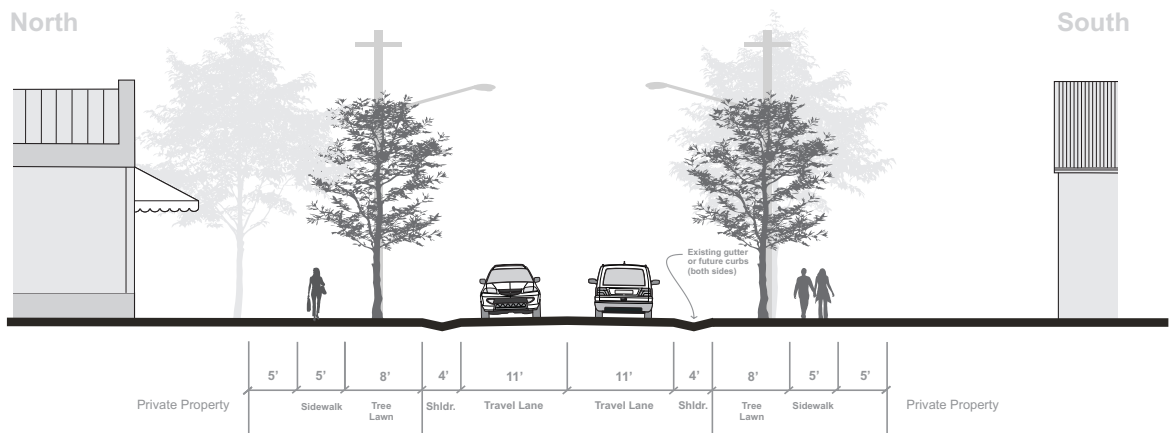 North
South
Existing gutter
or future curbs
(both sides)
5’
5’
8’
4’
11’
11’
4’
8’
5’
5’
Private Property
Sidewalk
Tree
Lawn
Shldr.
Travel Lane
Travel Lane
Shldr.
Tree
Lawn
Sidewalk
Private Property